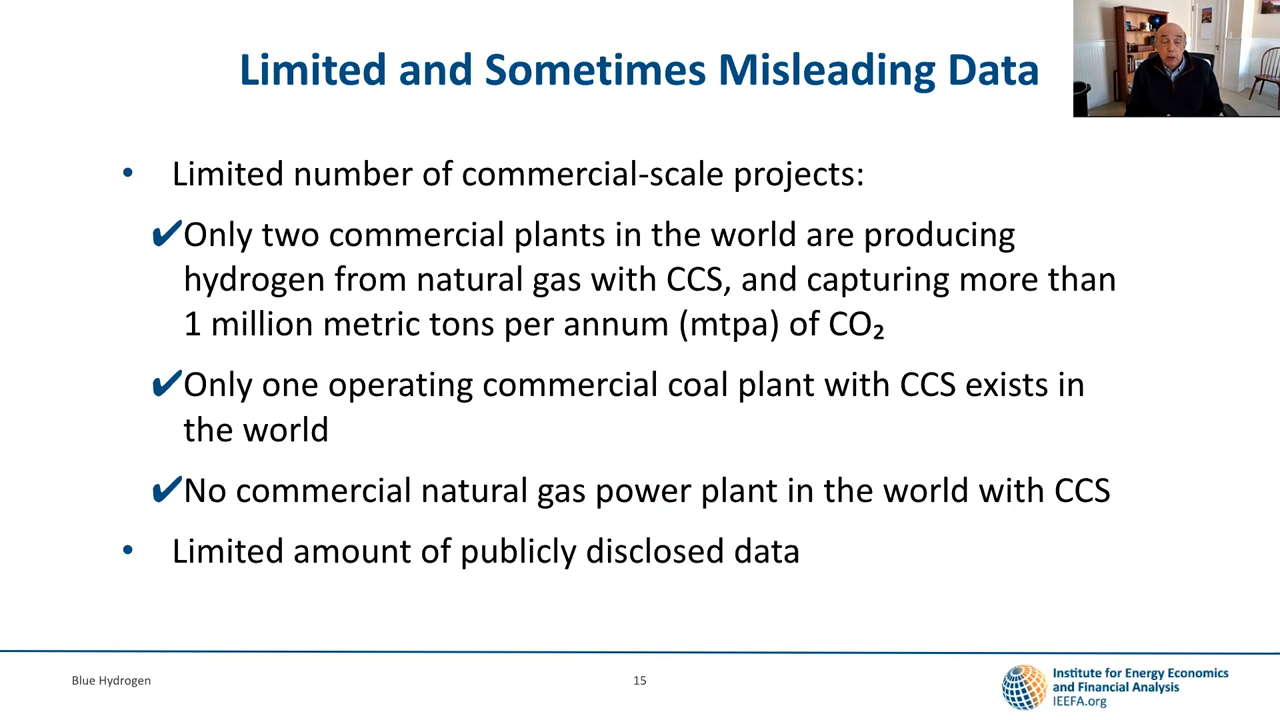 Limited and Sometimes Misleading Data
• Limited number of commercial-scale projects:
✔Only two commercial plants in the world are producing
hydrogen from natural gas with CCS, and capturing more than
1 million metric tons per annum (mtpa) of CO₂
✔Only one operating commercial coal plant with CCS exists in
the world
✔No commercial natural gas power plant in the world with CCS
• Limited amount of publicly disclosed data
Blue Hydrogen
15
Institute for Energy Economics
and Financial Analysis
IEEFA.org